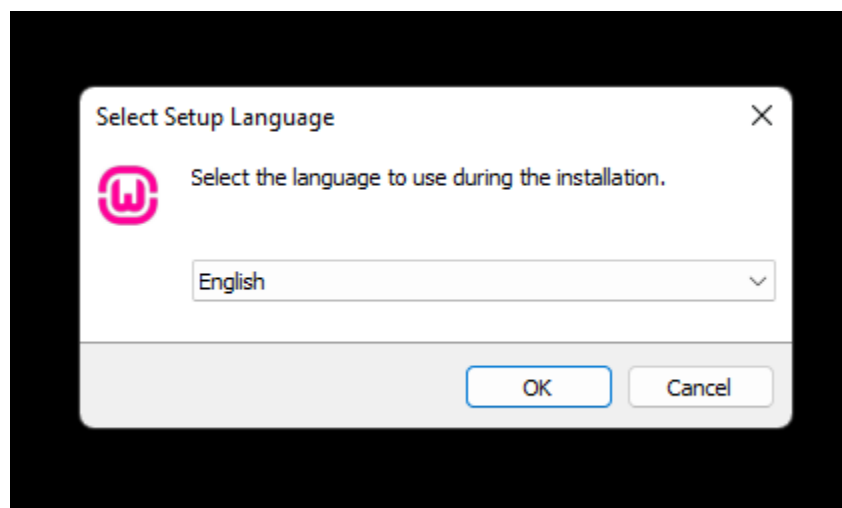 Select Setup Language
Select the language to use during the installation.
English
OK
Cancel